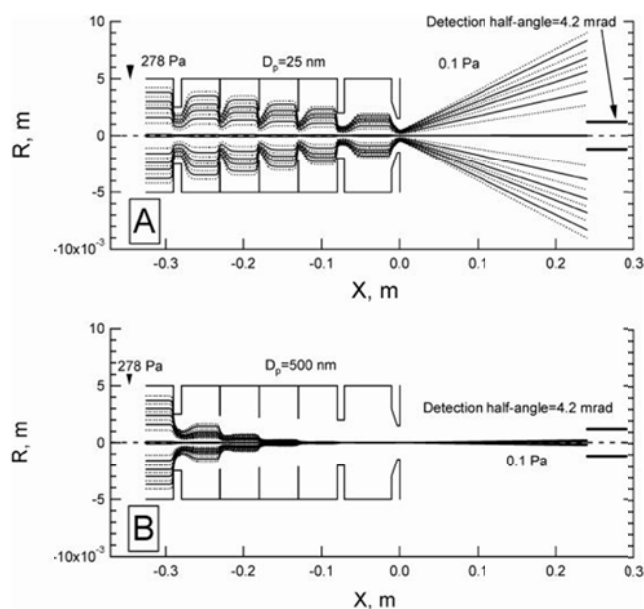 10
278 Pa
D_p=25 nm
Detection half-angle=4.2 mrad
0.1 Pa
5
R, m
0
-5
A
-10x10⁻³
-0.3 -0.2 -0.1 0.0 0.1 0.2 0.3
X, m
10
278 Pa
D_p=500 nm
5
Detection half-angle=4.2 mrad
R, m
0
0.1 Pa
-5
B
-10x10⁻³
-0.3 -0.2 -0.1 0.0 0.1 0.2 0.3
X, m